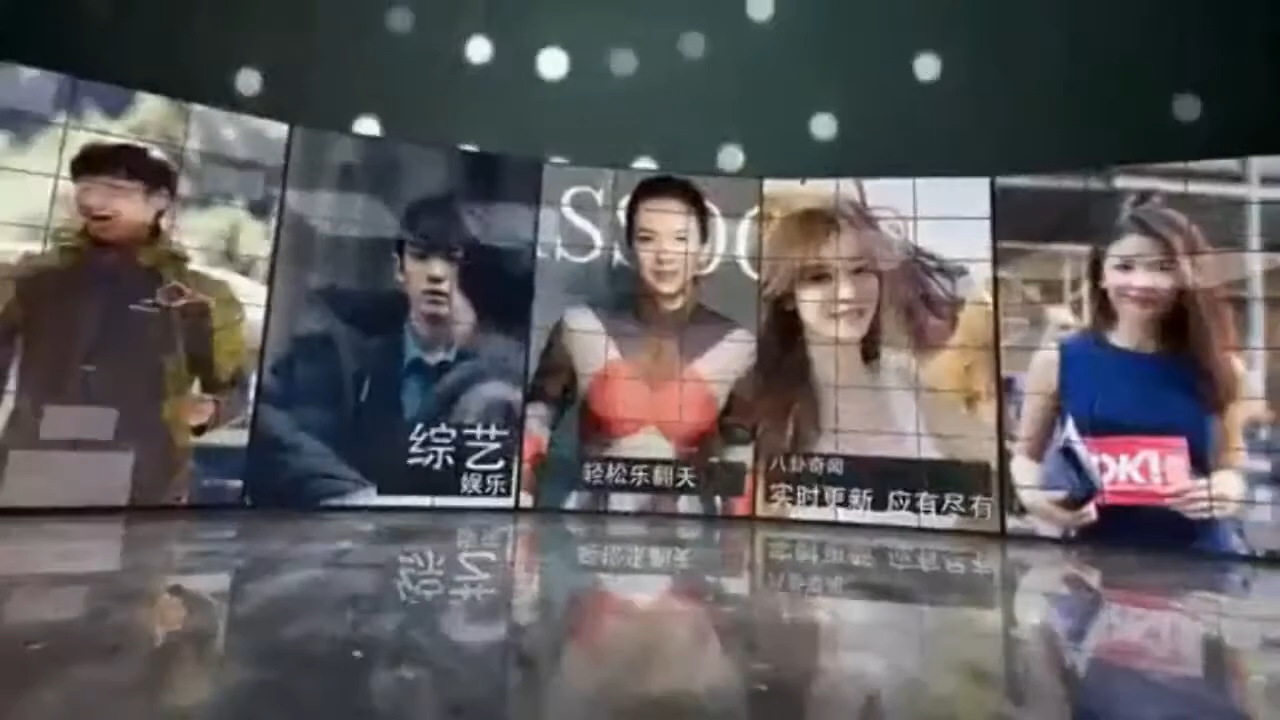 综艺
娱乐
轻松乐翻天
八卦奇闻
实时更新 应有尽有
OK!